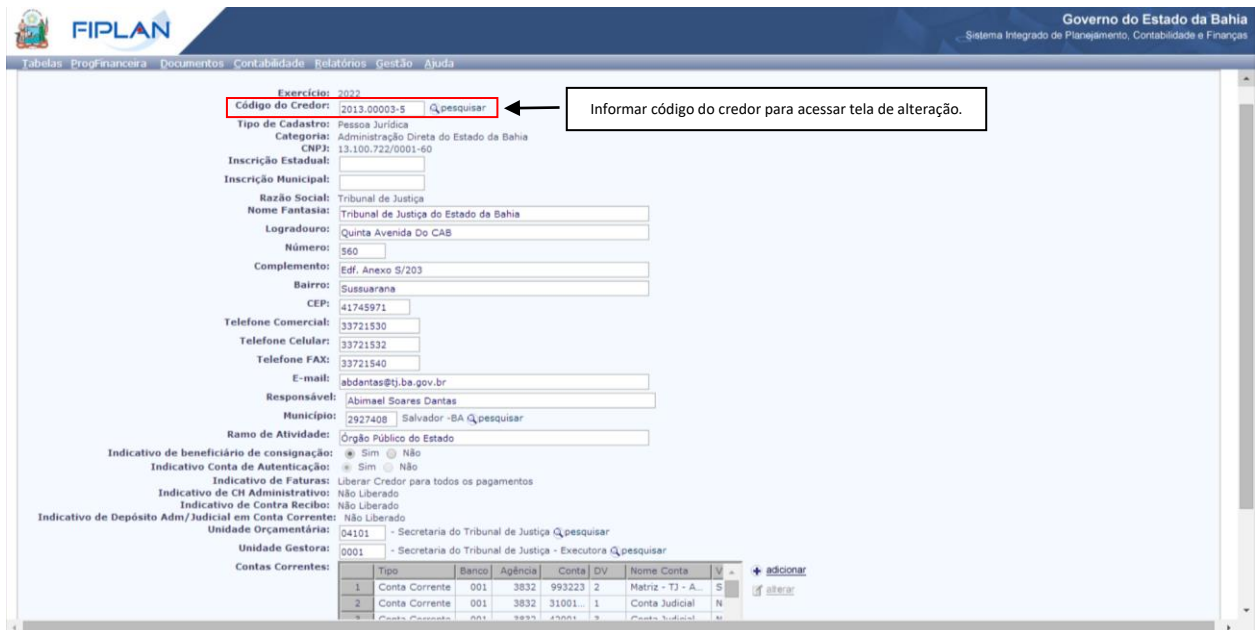 FIPLAN
Governo do Estado da Bahia
Sistema Integrado de Planejamento, Contabilidade e Finanças
Tabelas ProgFinanceira Documentos Contabilidade Relatórios Gestão Ajuda
Exercício: 2022
Código do Credor: 2013.00003-5 pesquisar
Informar código do credor para acessar tela de alteração.
Tipo de Cadastro: Pessoa Jurídica
Categoria: Administração Direta do Estado da Bahia
CNPJ: 13.100.722/0001-60
Inscrição Estadual:
Inscrição Municipal:
Razão Social: Tribunal de Justiça
Nome Fantasia: Tribunal de Justiça do Estado da Bahia
Logradouro: Quinta Avenida Do CAB
Número: 560
Complemento: Edf. Anexo S/203
Bairro: Sussuarana
CEP: 41745971
Telefone Comercial: 33721530
Telefone Celular: 33721532
Telefone FAX: 33721540
E-mail: abdantas@tj.ba.gov.br
Responsável: Abimael Soares Dantas
Município: 2927408 Salvador -BA pesquisar
Ramo de Atividade: Órgão Público do Estado
Indicativo de beneficiário de consignação: Sim Não
Indicativo Conta de Autenticação: Sim Não
Indicativo de Faturas: Liberar Credor para todos os pagamentos
Indicativo de CH Administrativo: Não Liberado
Indicativo de Contra Recibo: Não Liberado
Indicativo de Depósito Adm/Judicial em Conta Corrente: Não Liberado
Unidade Orçamentária: 04101 - Secretaria do Tribunal de Justiça pesquisar
Unidade Gestora: 0001 - Secretaria do Tribunal de Justiça - Executora pesquisar
Contas Correntes:
Tipo Banco Agência Conta DV Nome Conta V adicionar
1 Conta Corrente 001 3832 993223 2 Matriz - TJ - A... S alterar
2 Conta Corrente 001 3832 31001... 1 Conta Judicial N
Conta Corrente 001 3832 Conta Judicial